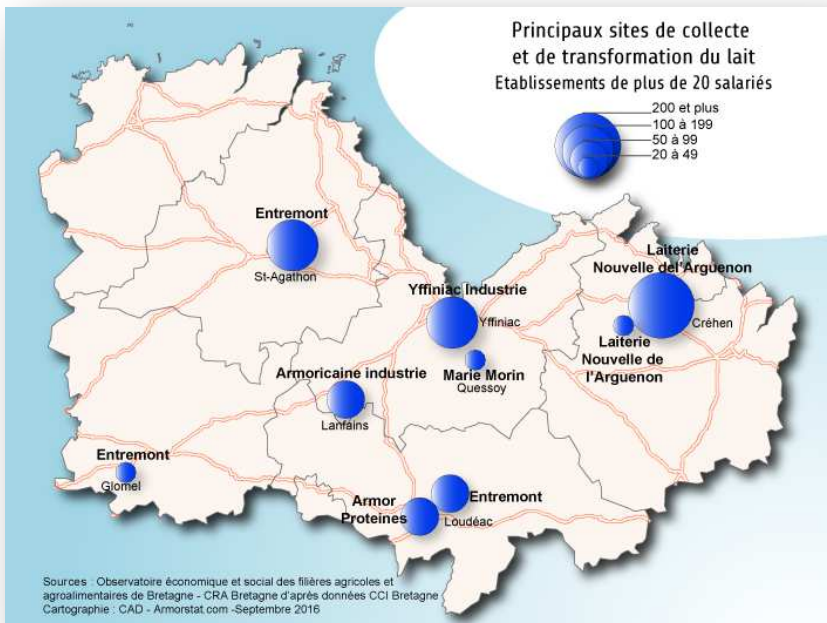 Principaux sites de collecte
et de transformation du lait
Etablissements de plus de 20 salariés
200 et plus
100 à 199
50 à 99
20 à 49
Entremont
St-Agathon
Laiterie
Nouvelle del'Arguenon
Créhen
Yffiniac Industrie
Yffiniac
Laiterie
Nouvelle de
l'Arguenon
Marie Morin
Quessoy
Armoricaine industrie
Lanfains
Entremont
Glomel
Armor
Proteines
Entremont
Loudéac
Sources : Observatoire économique et social des filières agricoles et
agroalimentaires de Bretagne - CRA Bretagne d'après données CCI Bretagne
Cartographie : CAD - Armorstat.com -Septembre 2016